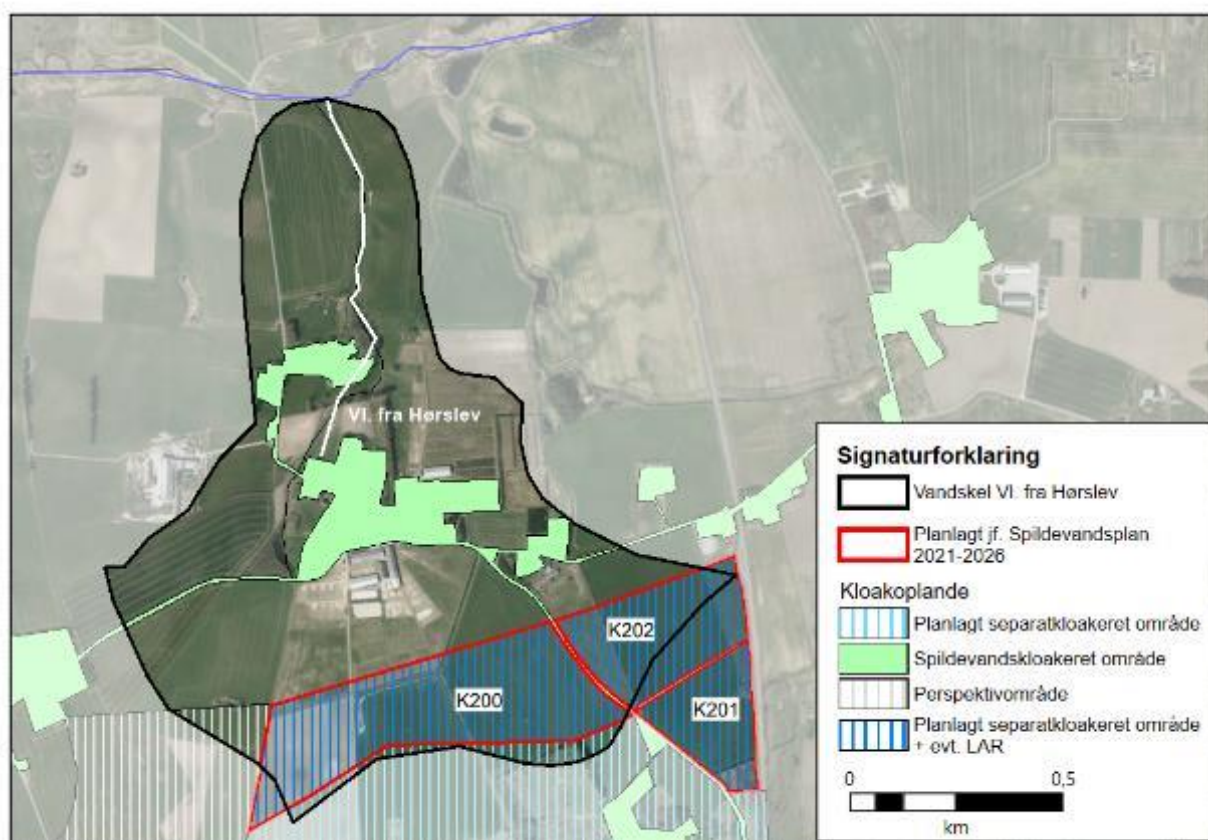 Vl. fra Hørslev
K202
K200
K201
Signaturforklaring
Vandskel Vl. fra Hørslev
Planlagt jf. Spildevandsplan
2021-2026
Kloakoplande
Planlagt separatkloakeret område
Spildevandskloakeret område
Perspektivområde
Planlagt separatkloakeret område
+ evt. LAR
0
0,5
km